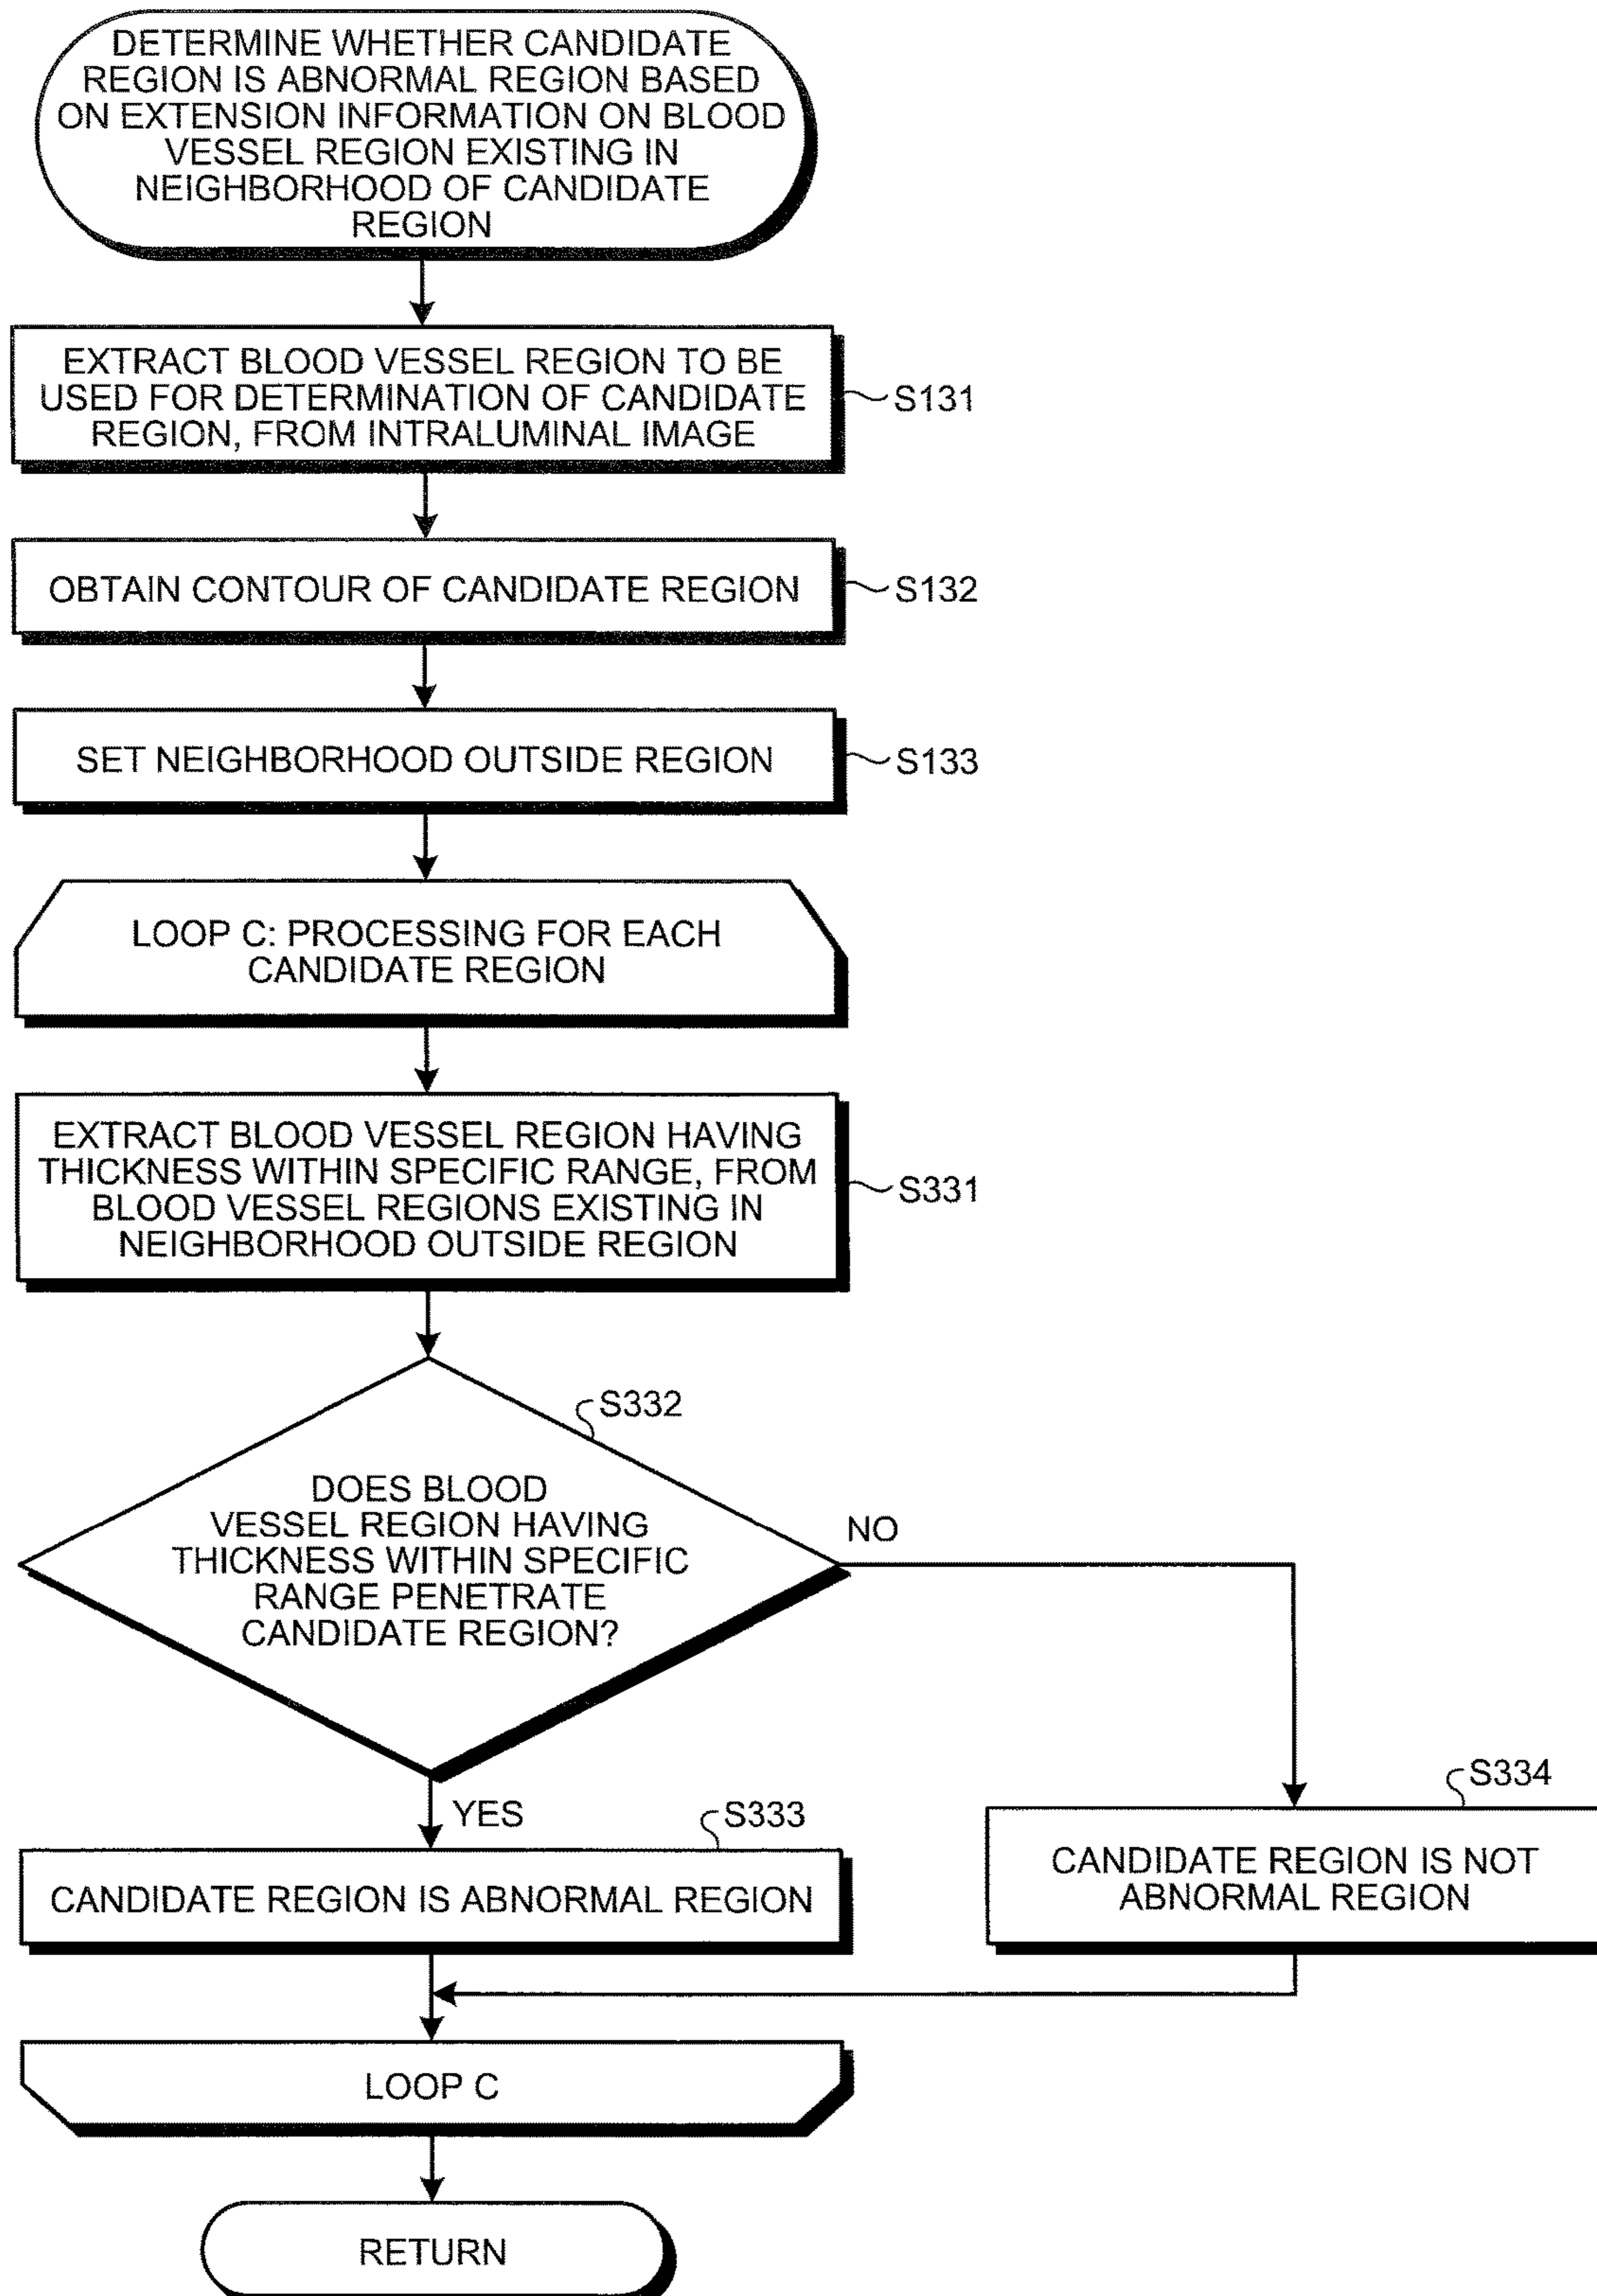 DETERMINE WHETHER CANDIDATE
REGION IS ABNORMAL REGION BASED
ON EXTENSION INFORMATION ON BLOOD
VESSEL REGION EXISTING IN
NEIGHBORHOOD OF CANDIDATE
REGION
EXTRACT BLOOD VESSEL REGION TO BE
USED FOR DETERMINATION OF CANDIDATE
REGION, FROM INTRALUMINAL IMAGE
S131
OBTAIN CONTOUR OF CANDIDATE REGION
S132
SET NEIGHBORHOOD OUTSIDE REGION
S133
LOOP C: PROCESSING FOR EACH
CANDIDATE REGION
EXTRACT BLOOD VESSEL REGION HAVING
THICKNESS WITHIN SPECIFIC RANGE, FROM
BLOOD VESSEL REGIONS EXISTING IN
NEIGHBORHOOD OUTSIDE REGION
S331
S332
DOES BLOOD
VESSEL REGION HAVING
THICKNESS WITHIN SPECIFIC
RANGE PENETRATE
CANDIDATE REGION?
NO
YES
S333
CANDIDATE REGION IS ABNORMAL REGION
S334
CANDIDATE REGION IS NOT
ABNORMAL REGION
LOOP C
RETURN